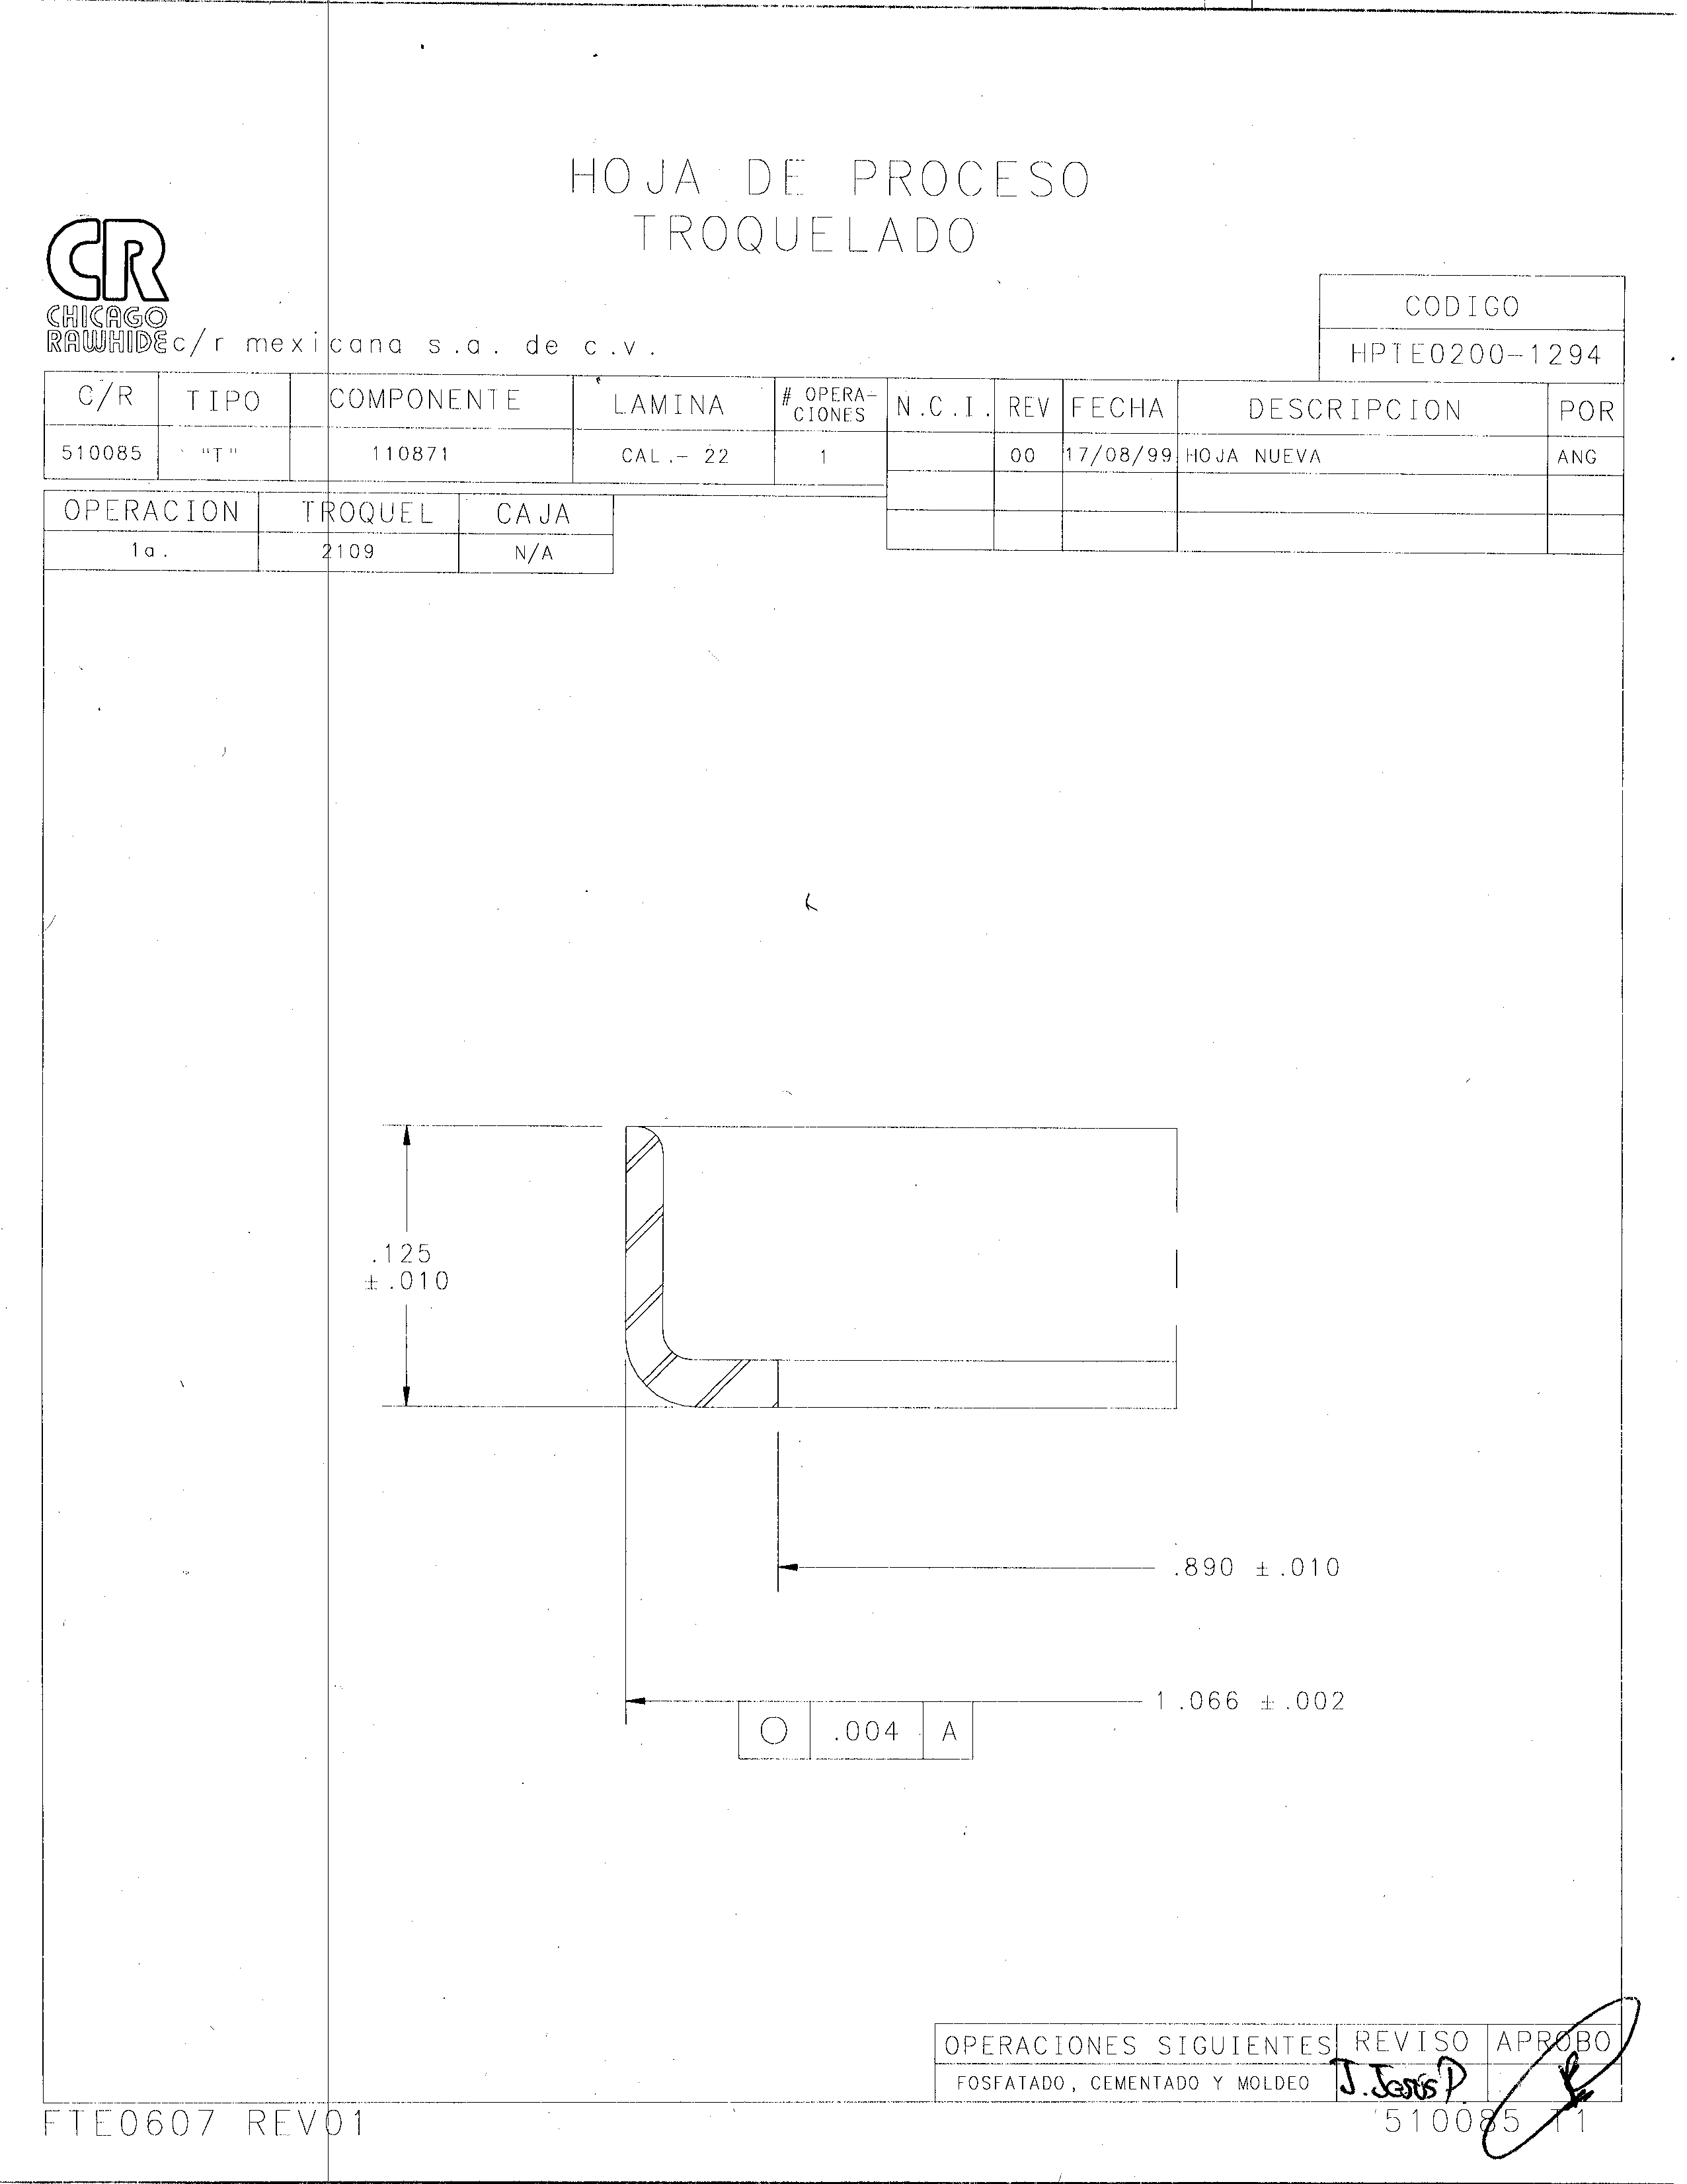 HOJA DE PROCESO
TROQUELADO
CR
CHICAGO
RAWHIDE c/r mexicana s.a. de c.v.
CODIGO
HPTE0200-1294
C/R TIPO COMPONENTE LAMINA # OPERA-CIONES N.C.I. REV FECHA DESCRIPCION POR
510085 "T" 110871 CAL.- 22 1 00 17/08/99 HOJA NUEVA ANG
OPERACION TROQUEL CAJA
1a. 2109 N/A
.125
±.010
.890 ±.010
1.066 ±.002
○ .004 A
OPERACIONES SIGUIENTES REVISO APROBO
FOSFATADO, CEMENTADO Y MOLDEO J. Jesús P.
FTE0607 REV01 510085 T1